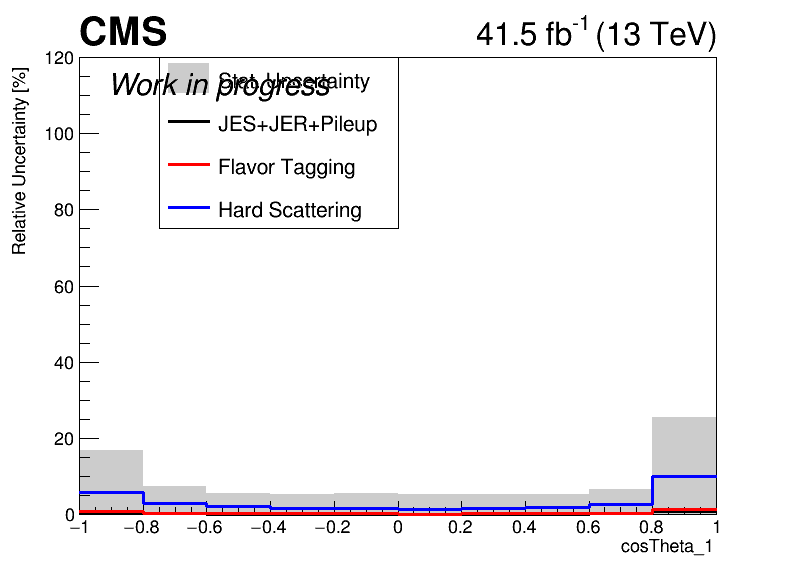 CMS
41.5 fb-1 (13 TeV)
Work in progress
Stat. Uncertainty
JES+JER+Pileup
Flavor Tagging
Hard Scattering
Relative Uncertainty [%]
120
100
80
60
40
20
0
−1 −0.8 −0.6 −0.4 −0.2 0 0.2 0.4 0.6 0.8 1
cosTheta_1